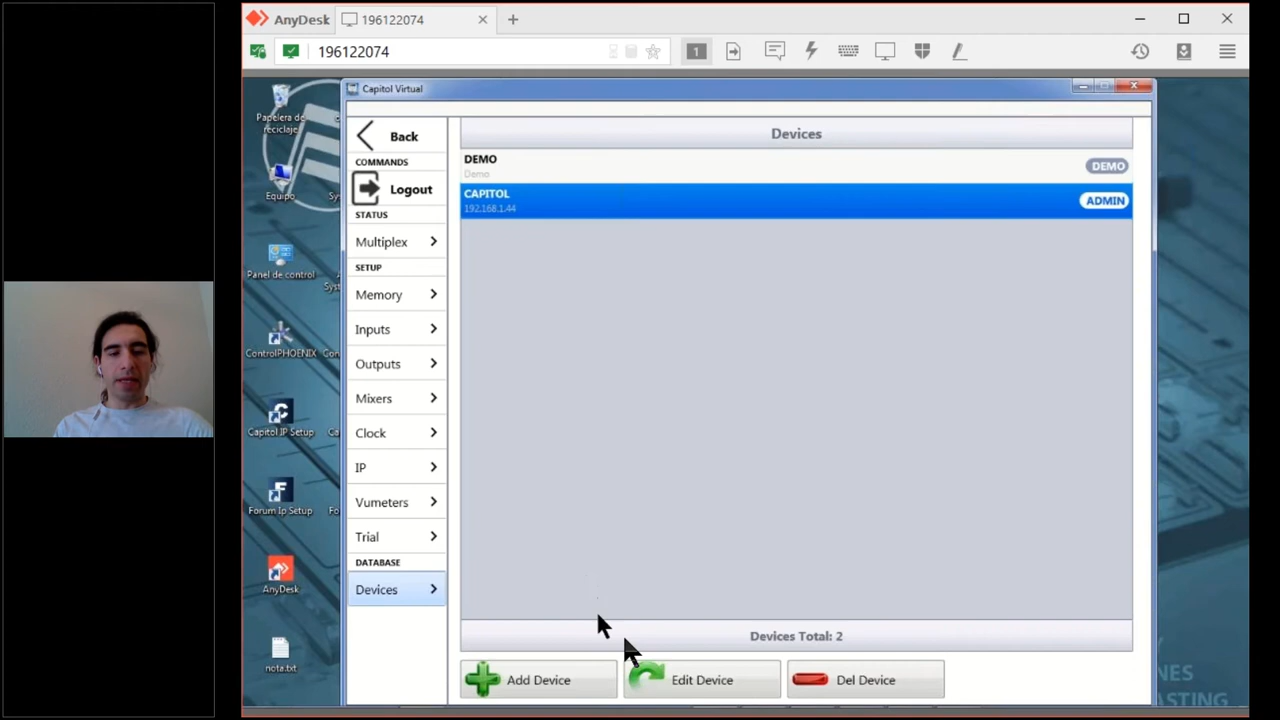 AnyDesk
196122074
196122074
1
Papelera de
reciclaje
Equipo
Panel de control
ControlPHOENIX
Capitol IP Setup
Forum Ip Setup
AnyDesk
nota.txt
Capitol Virtual
Back
COMMANDS
Logout
STATUS
Multiplex
SETUP
Memory
Inputs
Outputs
Mixers
Clock
IP
Vumeters
Trial
DATABASE
Devices
Devices
DEMO
Demo
DEMO
CAPITOL
192.168.1.44
ADMIN
Devices Total: 2
Add Device
Edit Device
Del Device